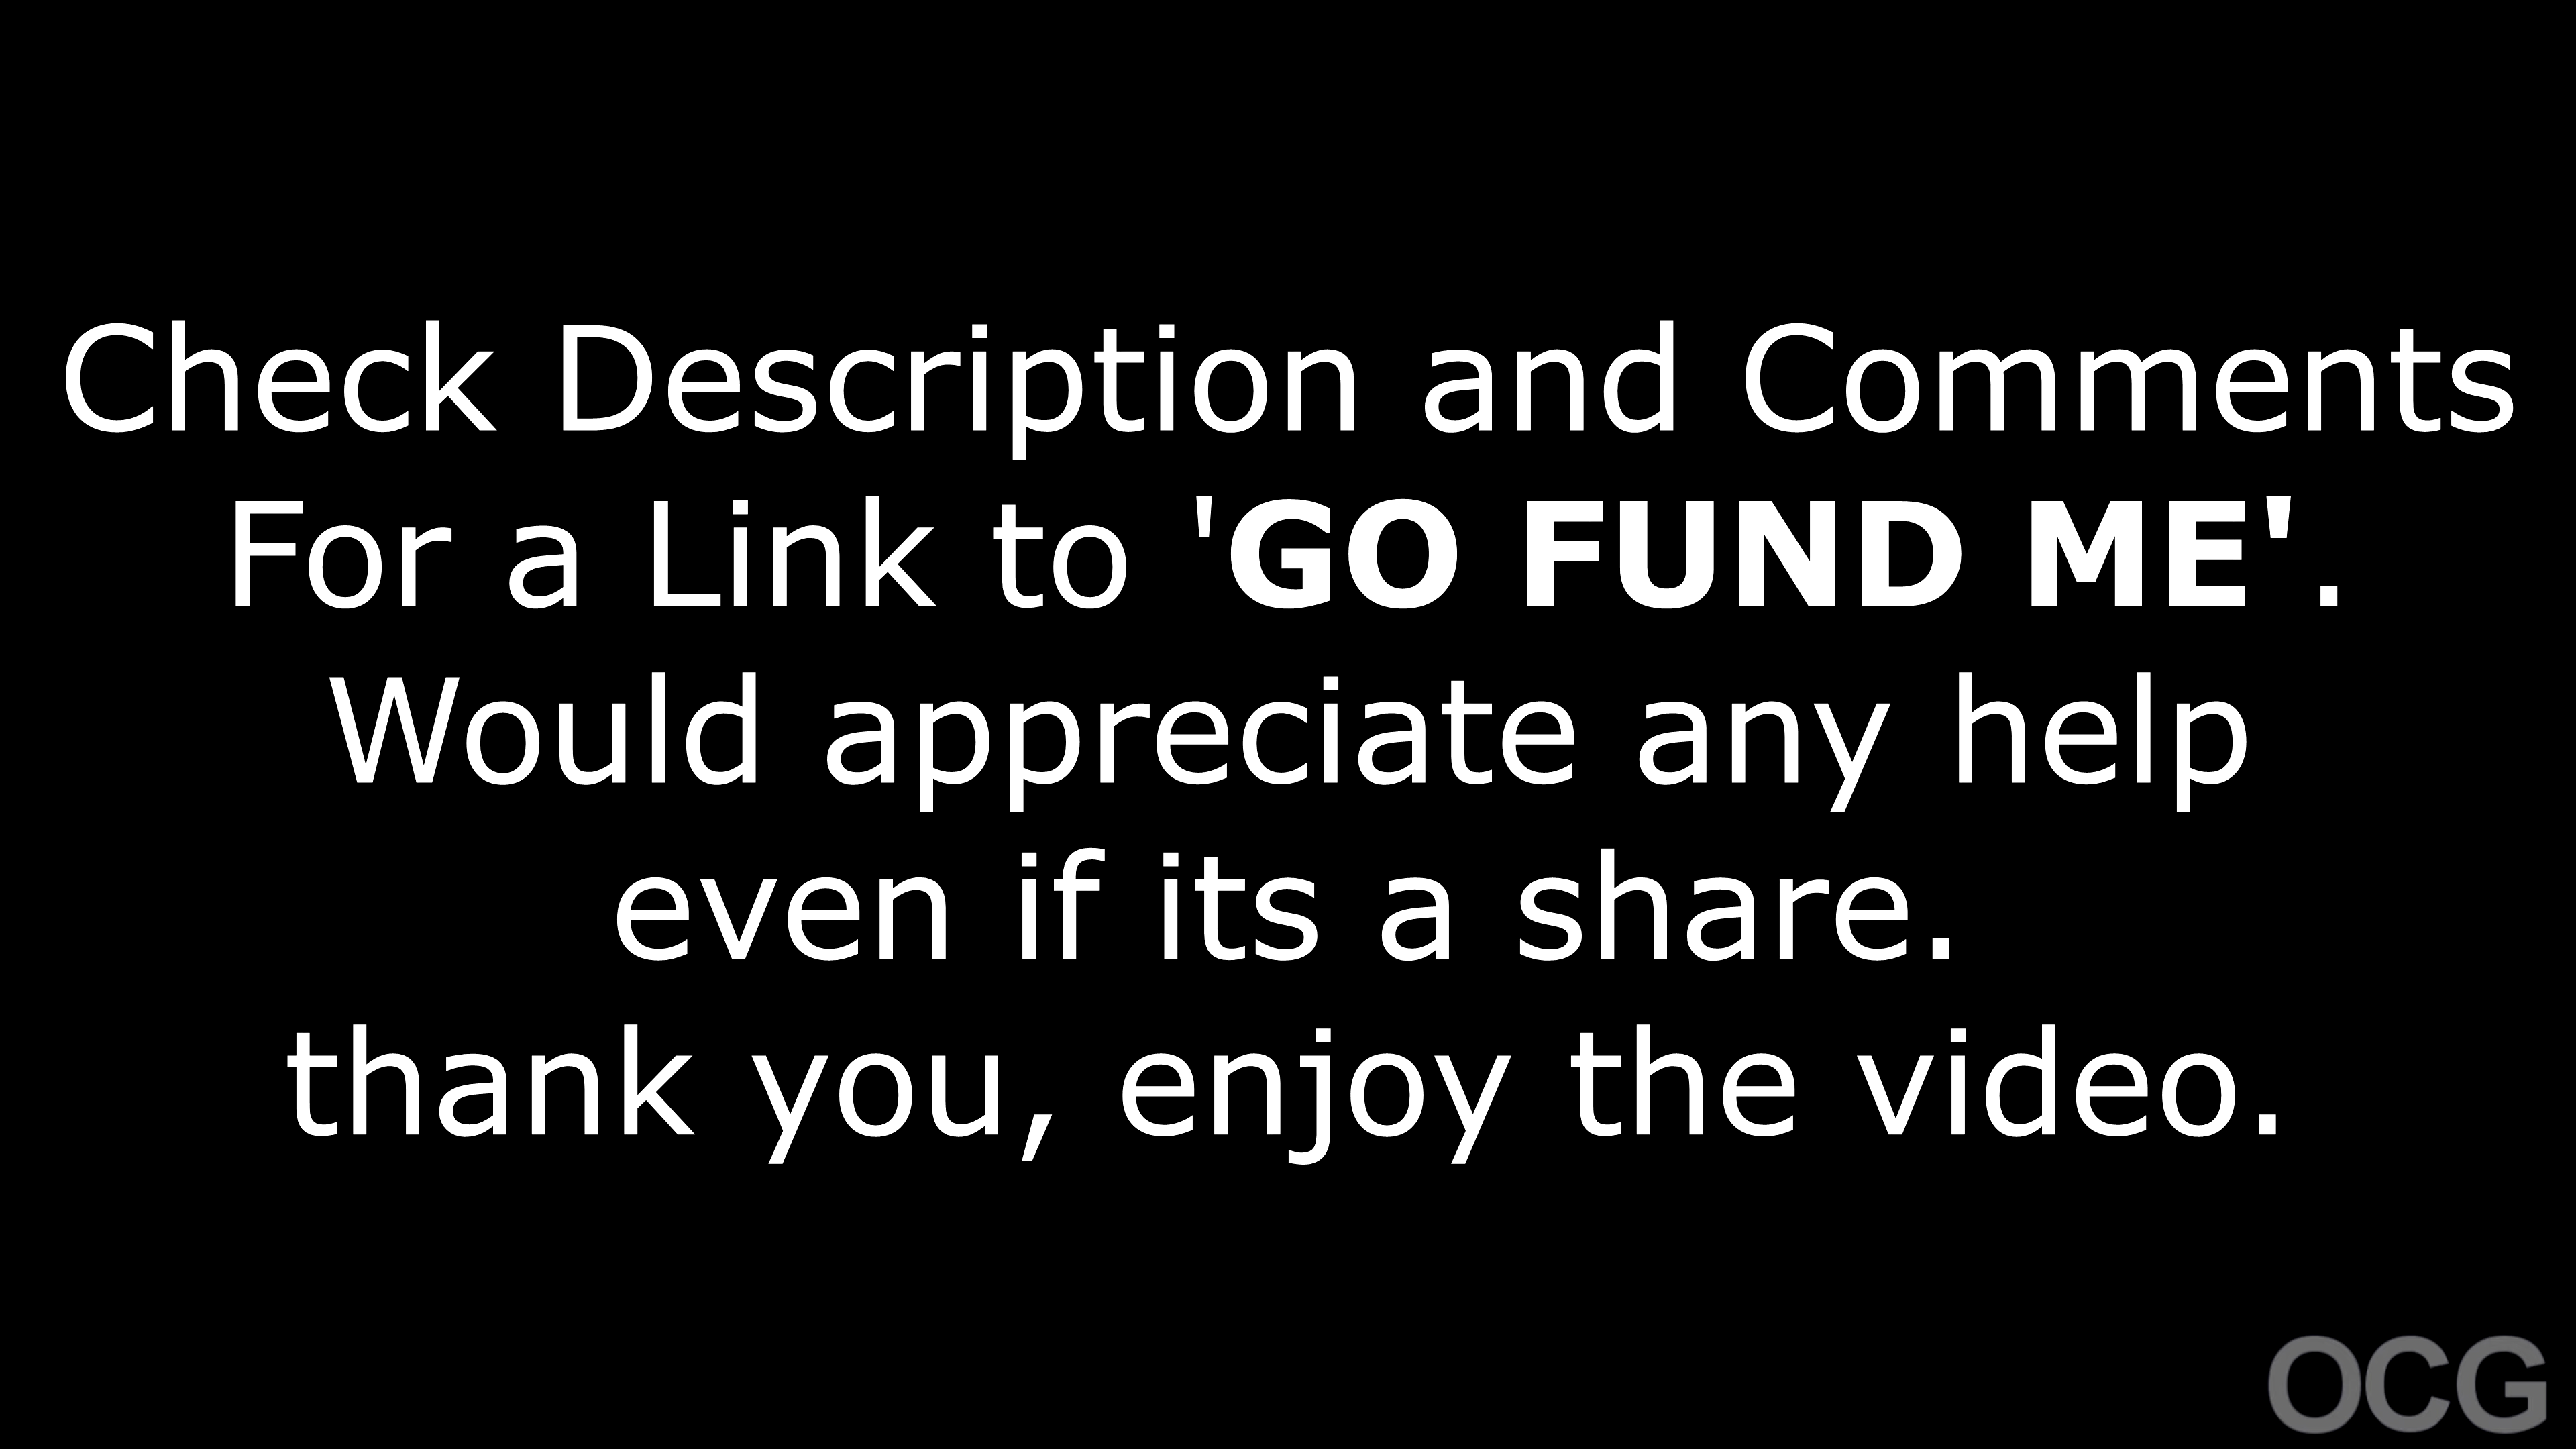 Check Description and Comments
For a Link to 'GO FUND ME'.
Would appreciate any help
even if its a share.
thank you, enjoy the video.
OCG